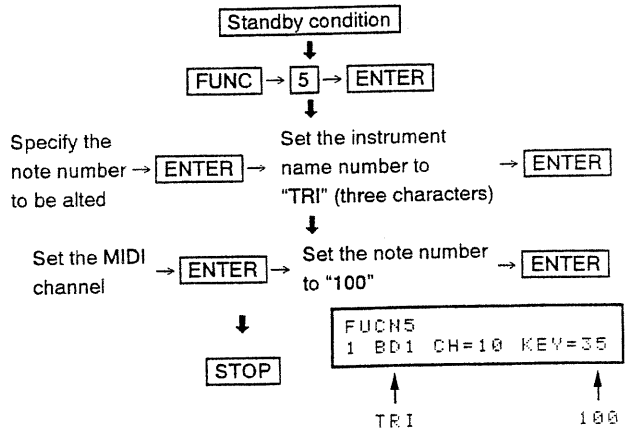 Standby condition
FUNC → 5 → ENTER
Specify the
note number
to be alted
→ ENTER →
Set the instrument
name number to
“TRI” (three characters)
→ ENTER
Set the MIDI
channel
→ ENTER →
Set the note number
to “100”
→ ENTER
STOP
FUCN5
1 BD1 CH=10 KEY=35
TRI
100